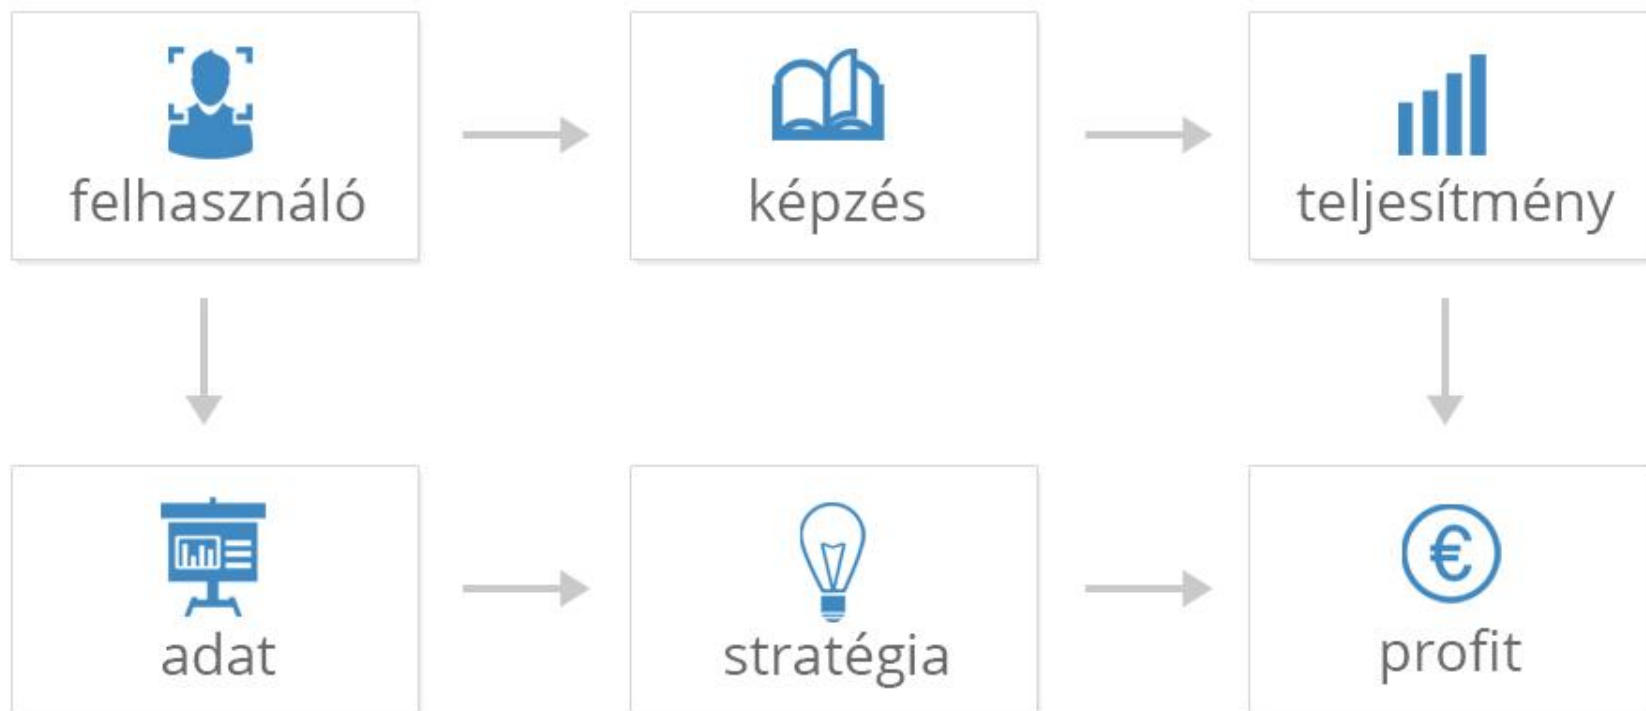 felhasználó
képzés
teljesítmény
adat
stratégia
profit